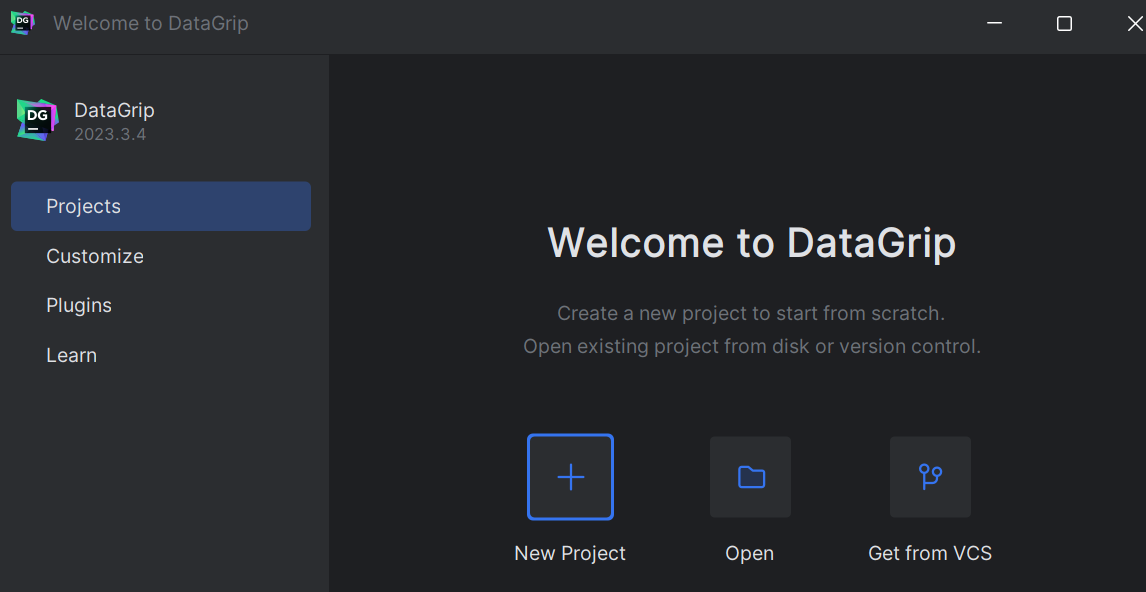 DG Welcome to DataGrip
DG DataGrip
2023.3.4
Projects
Customize
Plugins
Learn
Welcome to DataGrip
Create a new project to start from scratch.
Open existing project from disk or version control.
New Project
Open
Get from VCS